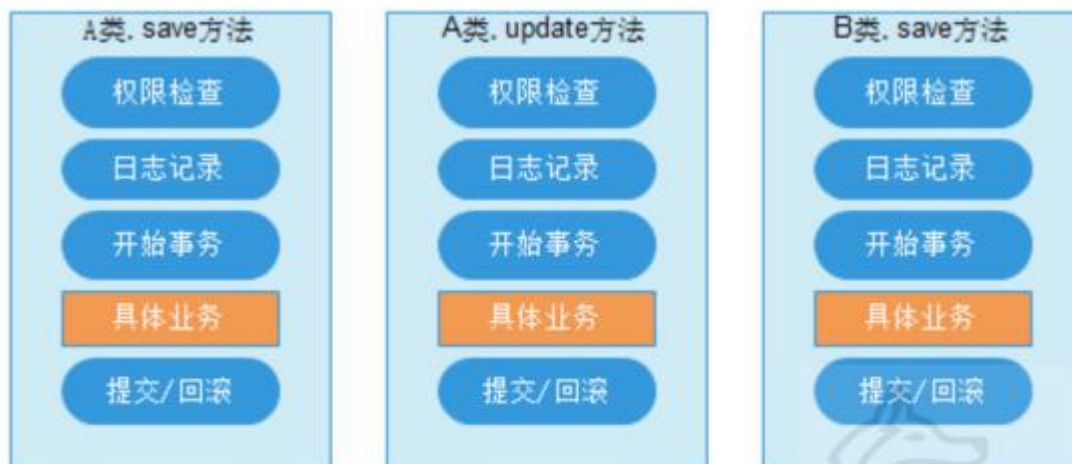 A类. save方法
权限检查
日志记录
开始事务
具体业务
提交/回滚
A类. update方法
权限检查
日志记录
开始事务
具体业务
提交/回滚
B类. save方法
权限检查
日志记录
开始事务
具体业务
提交/回滚